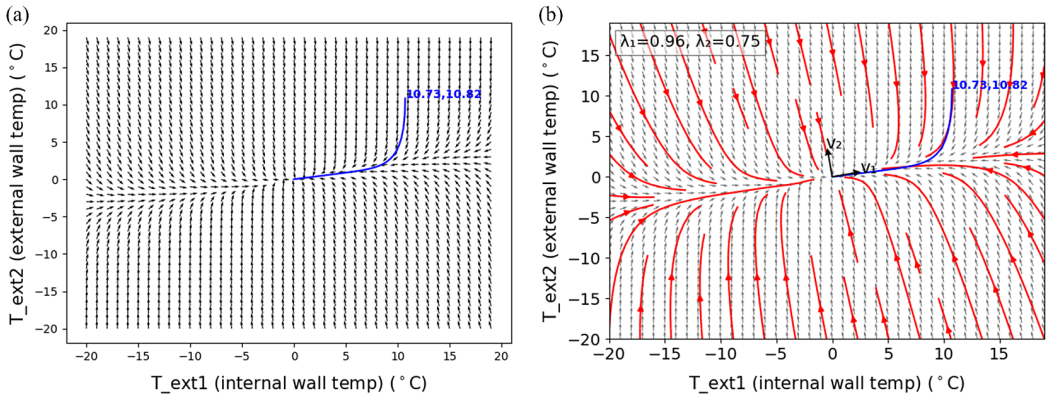 (a)
20
15
10
5
0
−5
−10
−15
−20
T_ext2 (external wall temp) (°C)
10.73,10.82
−20 −15 −10 −5 0 5 10 15 20
T_ext1 (internal wall temp) (°C)
(b)
λ₁=0.96, λ₂=0.75
15
10
5
0
−5
−10
−15
−20
T_ext2 (external wall temp) (°C)
10.73,10.82
V₂
V₁
−20 −15 −10 −5 0 5 10 15
T_ext1 (internal wall temp) (°C)